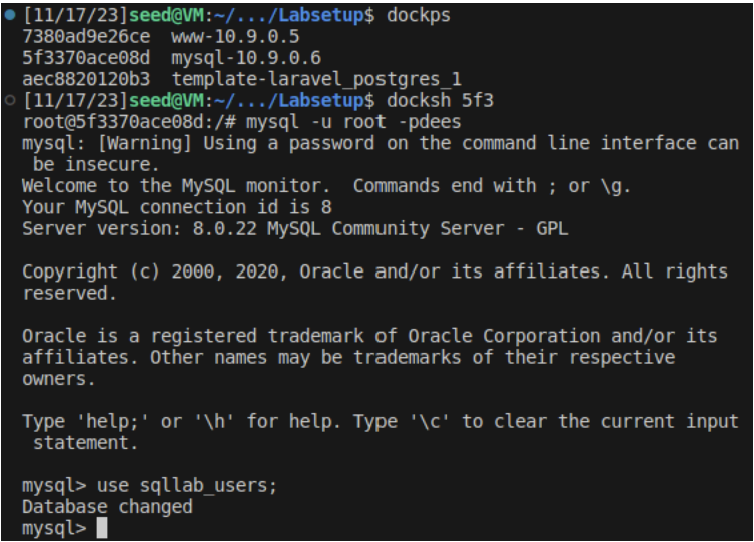 [11/17/23]seed@VM:~/.../Labsetup$ dockps
7380ad9e26ce  www-10.9.0.5
5f3370ace08d  mysql-10.9.0.6
aec8820120b3  template-laravel_postgres_1
[11/17/23]seed@VM:~/.../Labsetup$ docksh 5f3
root@5f3370ace08d:/# mysql -u root -pdees
mysql: [Warning] Using a password on the command line interface can
 be insecure.
Welcome to the MySQL monitor.  Commands end with ; or \g.
Your MySQL connection id is 8
Server version: 8.0.22 MySQL Community Server - GPL

Copyright (c) 2000, 2020, Oracle and/or its affiliates. All rights
reserved.

Oracle is a registered trademark of Oracle Corporation and/or its
affiliates. Other names may be trademarks of their respective
owners.

Type 'help;' or '\h' for help. Type '\c' to clear the current input
 statement.

mysql> use sqllab_users;
Database changed
mysql>